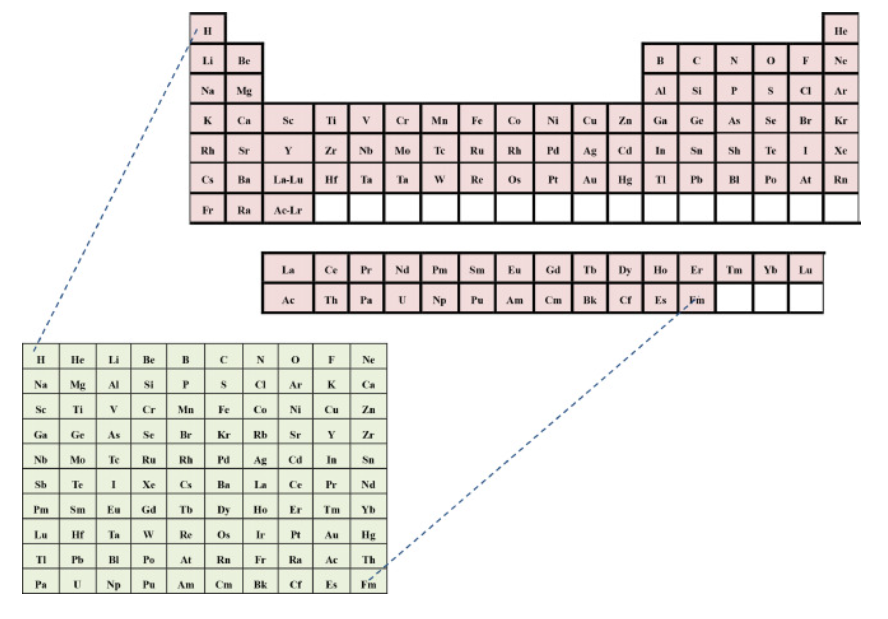 H He
Li Be B C N O F Ne
Na Mg Al Si P S Cl Ar
K Ca Sc Ti V Cr Mn Fe Co Ni Cu Zn Ga Ge As Se Br Kr
Rh Sr Y Zr Nb Mo Tc Ru Rh Pd Ag Cd In Sn Sh Te I Xe
Cs Ba La-Lu Hf Ta Ta W Re Os Pt Au Hg Tl Pb Bl Po At Rn
Fr Ra Ac-Lr
La Ce Pr Nd Pm Sm Eu Gd Tb Dy Ho Er Tm Yb Lu
Ac Th Pa U Np Pu Am Cm Bk Cf Es Fm
H He Li Be B C N O F Ne
Na Mg Al Si P S Cl Ar K Ca
Sc Ti V Cr Mn Fe Co Ni Cu Zn
Ga Ge As Se Br Kr Rb Sr Y Zr
Nb Mo Tc Ru Rh Pd Ag Cd In Sn
Sb Te I Xe Cs Ba La Ce Pr Nd
Pm Sm Eu Gd Tb Dy Ho Er Tm Yb
Lu Hf Ta W Re Os Ir Pt Au Hg
Tl Pb Bl Po At Rn Fr Ra Ac Th
Pa U Np Pu Am Cm Bk Cf Es Fm